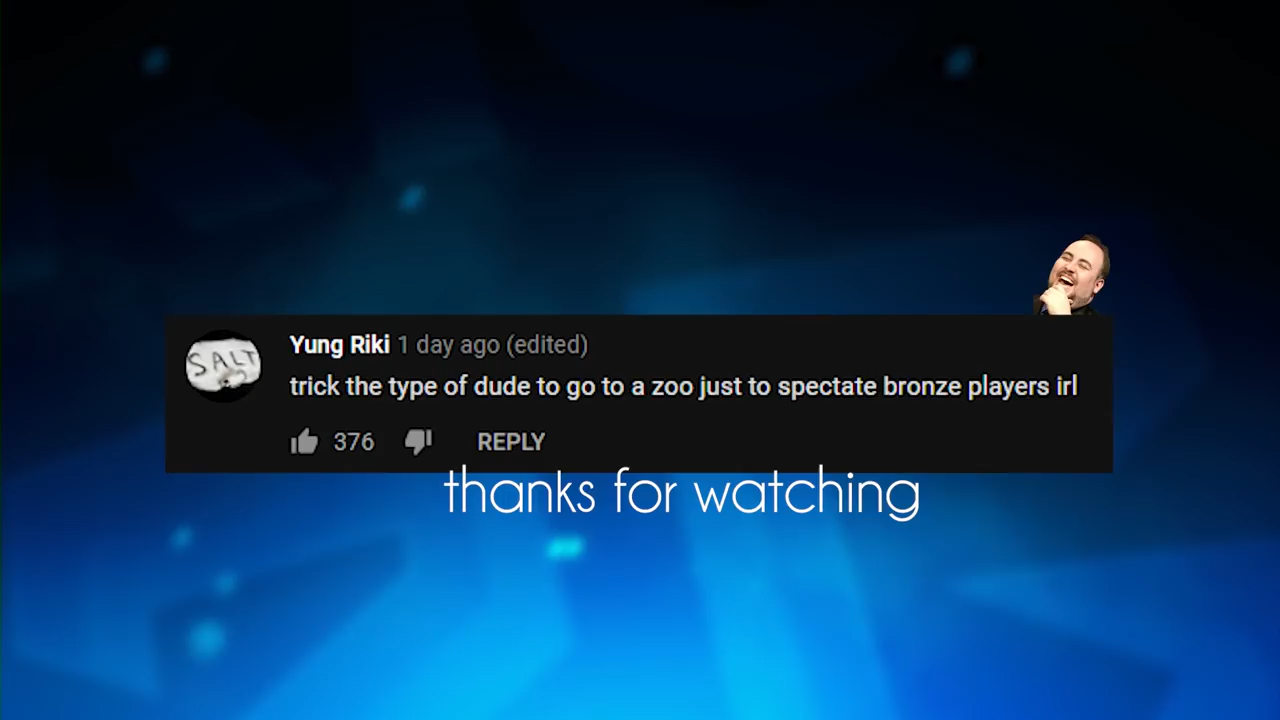 SALT
Yung Riki 1 day ago (edited)
trick the type of dude to go to a zoo just to spectate bronze players irl
376 REPLY
thanks for watching